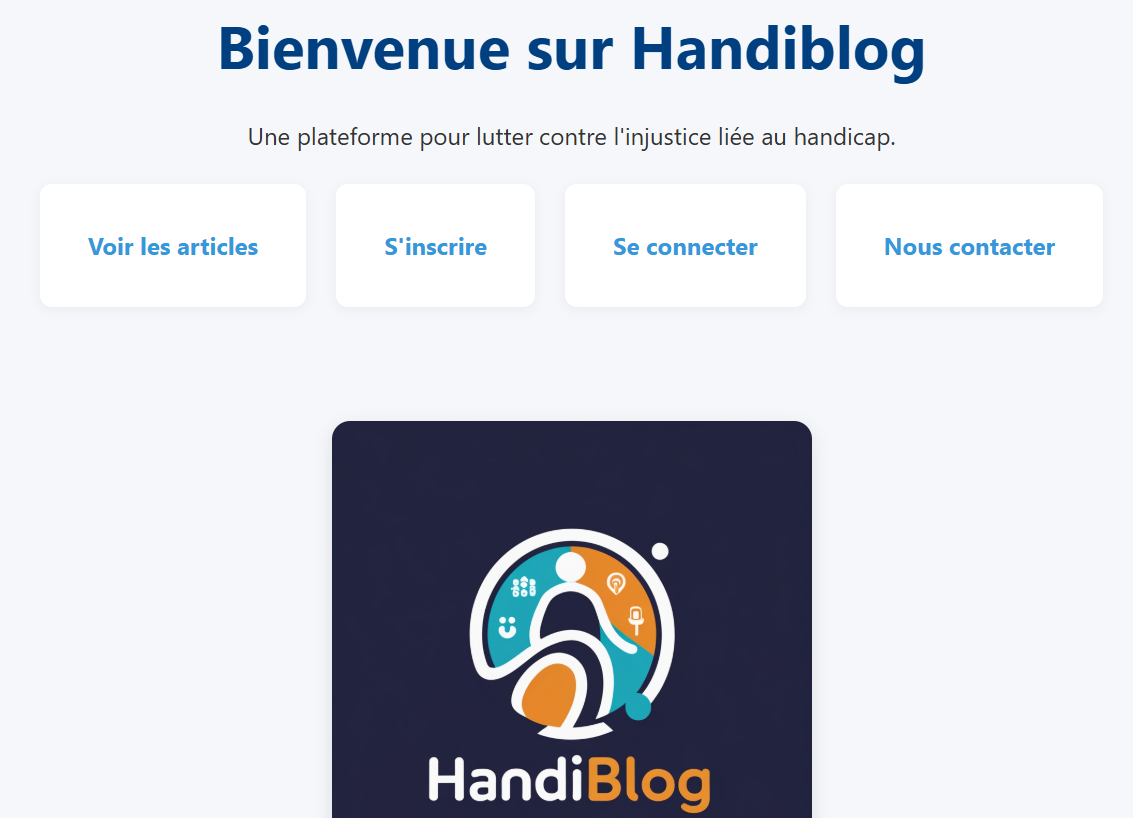 Bienvenue sur Handiblog
Une plateforme pour lutter contre l'injustice liée au handicap.
Voir les articles
S'inscrire
Se connecter
Nous contacter
HandiBlog